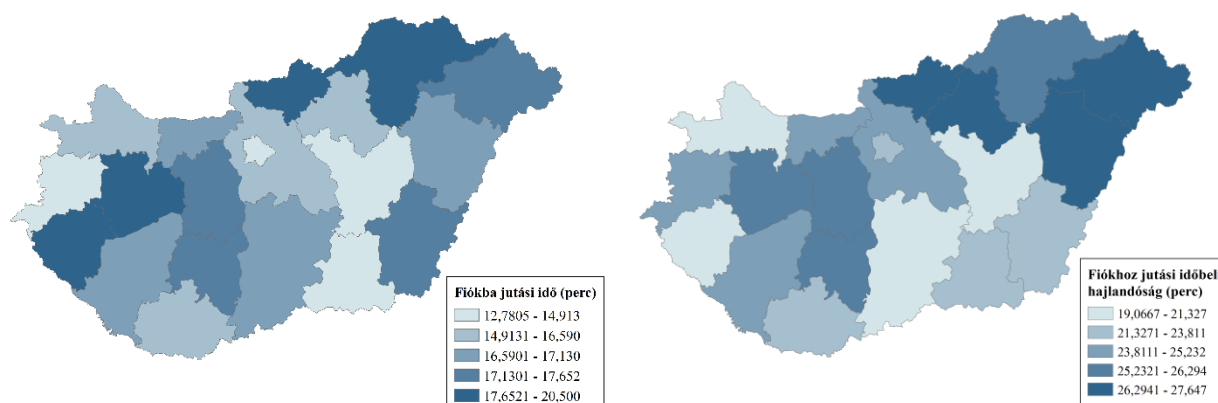 Fiókba jutási idő (perc)
12,7805 - 14,913
14,9131 - 16,590
16,5901 - 17,130
17,1301 - 17,652
17,6521 - 20,500
Fiókhoz jutási időbel
hajlandóság (perc)
19,0667 - 21,327
21,3271 - 23,811
23,8111 - 25,232
25,2321 - 26,294
26,2941 - 27,647